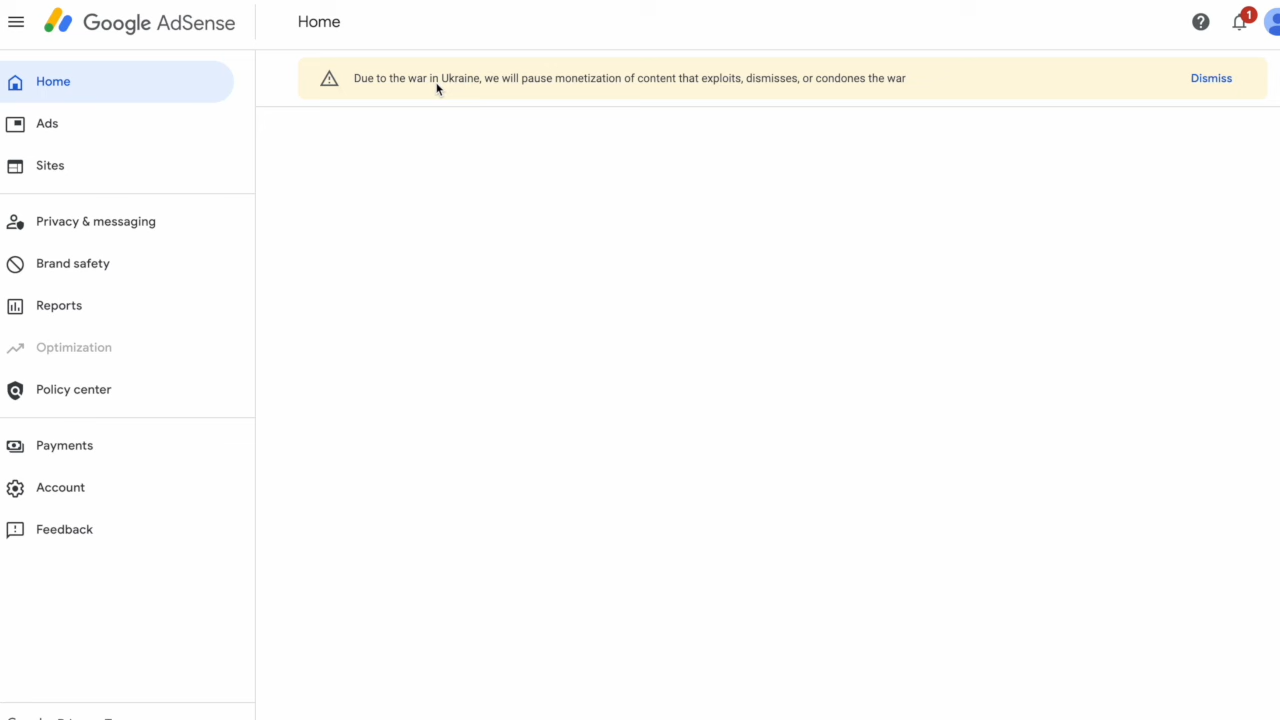 Google AdSense
Home
1
Home
Due to the war in Ukraine, we will pause monetization of content that exploits, dismisses, or condones the war
Dismiss
Ads
Sites
Privacy & messaging
Brand safety
Reports
Optimization
Policy center
Payments
Account
Feedback